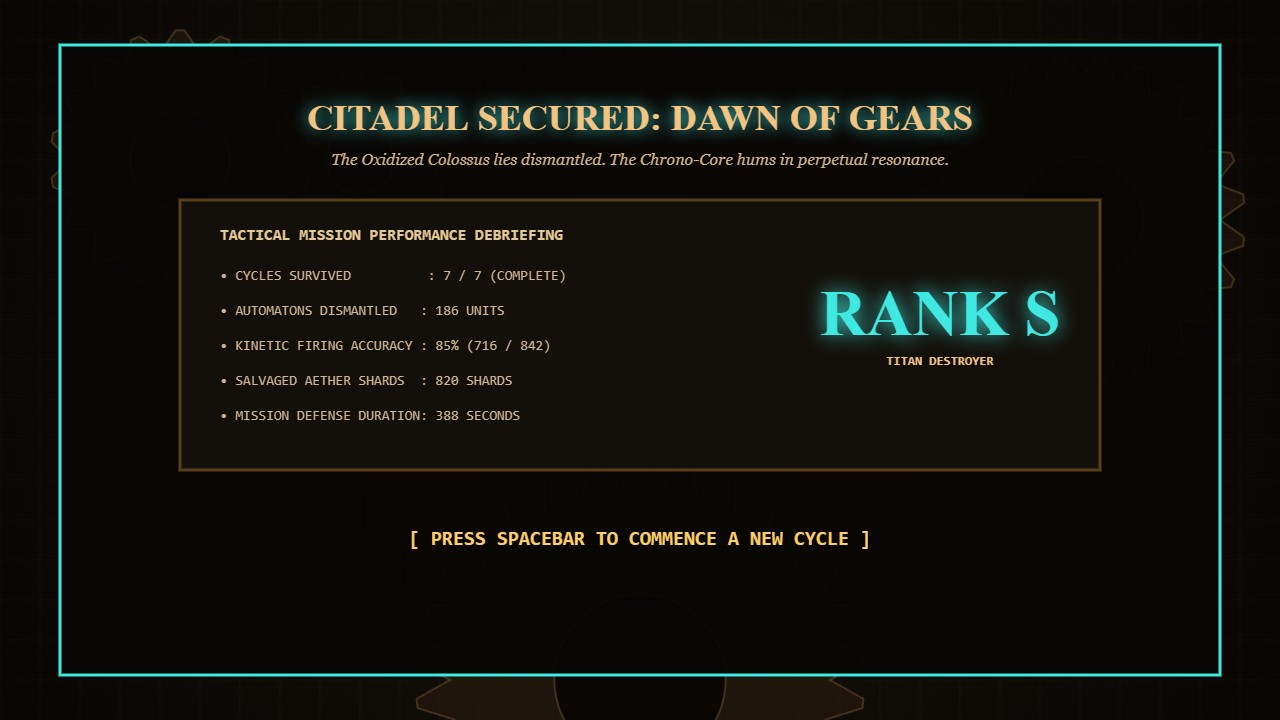 CITADEL SECURED: DAWN OF GEARS
The Oxidized Colossus lies dismantled. The Chrono-Core hums in perpetual resonance.
TACTICAL MISSION PERFORMANCE DEBRIEFING
• CYCLES SURVIVED          : 7 / 7 (COMPLETE)
• AUTOMATONS DISMANTLED   : 186 UNITS
• KINETIC FIRING ACCURACY : 85% (716 / 842)
• SALVAGED AETHER SHARDS  : 820 SHARDS
• MISSION DEFENSE DURATION: 388 SECONDS
RANK S
TITAN DESTROYER
[ PRESS SPACEBAR TO COMMENCE A NEW CYCLE ]